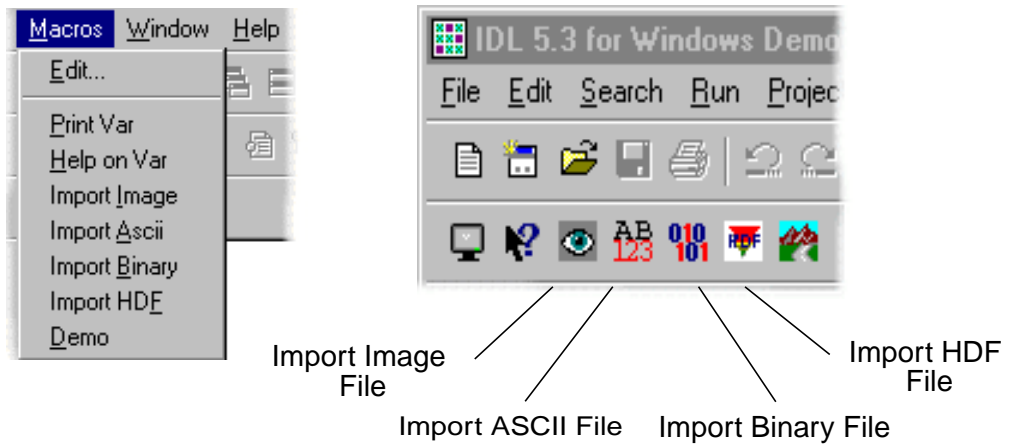 Macros Window Help
Edit...
Print Var
Help on Var
Import Image
Import Ascii
Import Binary
Import HDF
Demo
IDL 5.3 for Windows Demo
File Edit Search Run Projec
AB
123
010
101
HDF
Import Image
File
Import ASCII File
Import Binary File
Import HDF
File